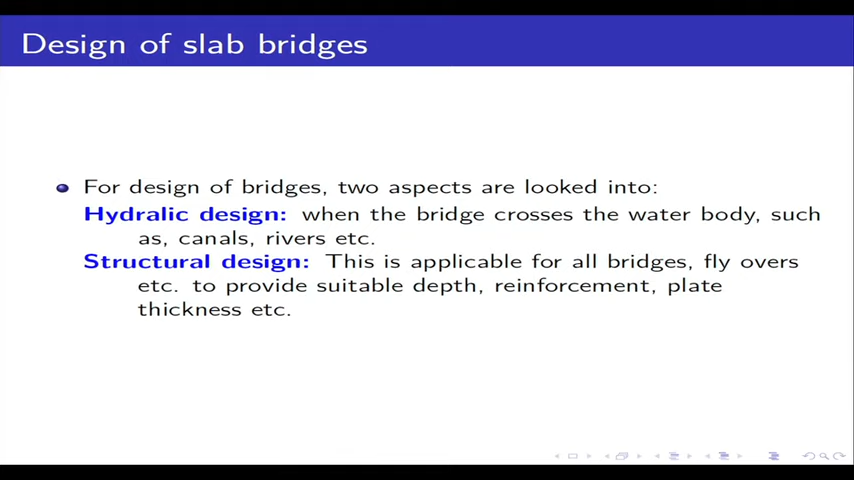 Design of slab bridges
For design of bridges, two aspects are looked into:
Hydralic design: when the bridge crosses the water body, such
as, canals, rivers etc.
Structural design: This is applicable for all bridges, fly overs
etc. to provide suitable depth, reinforcement, plate
thickness etc.